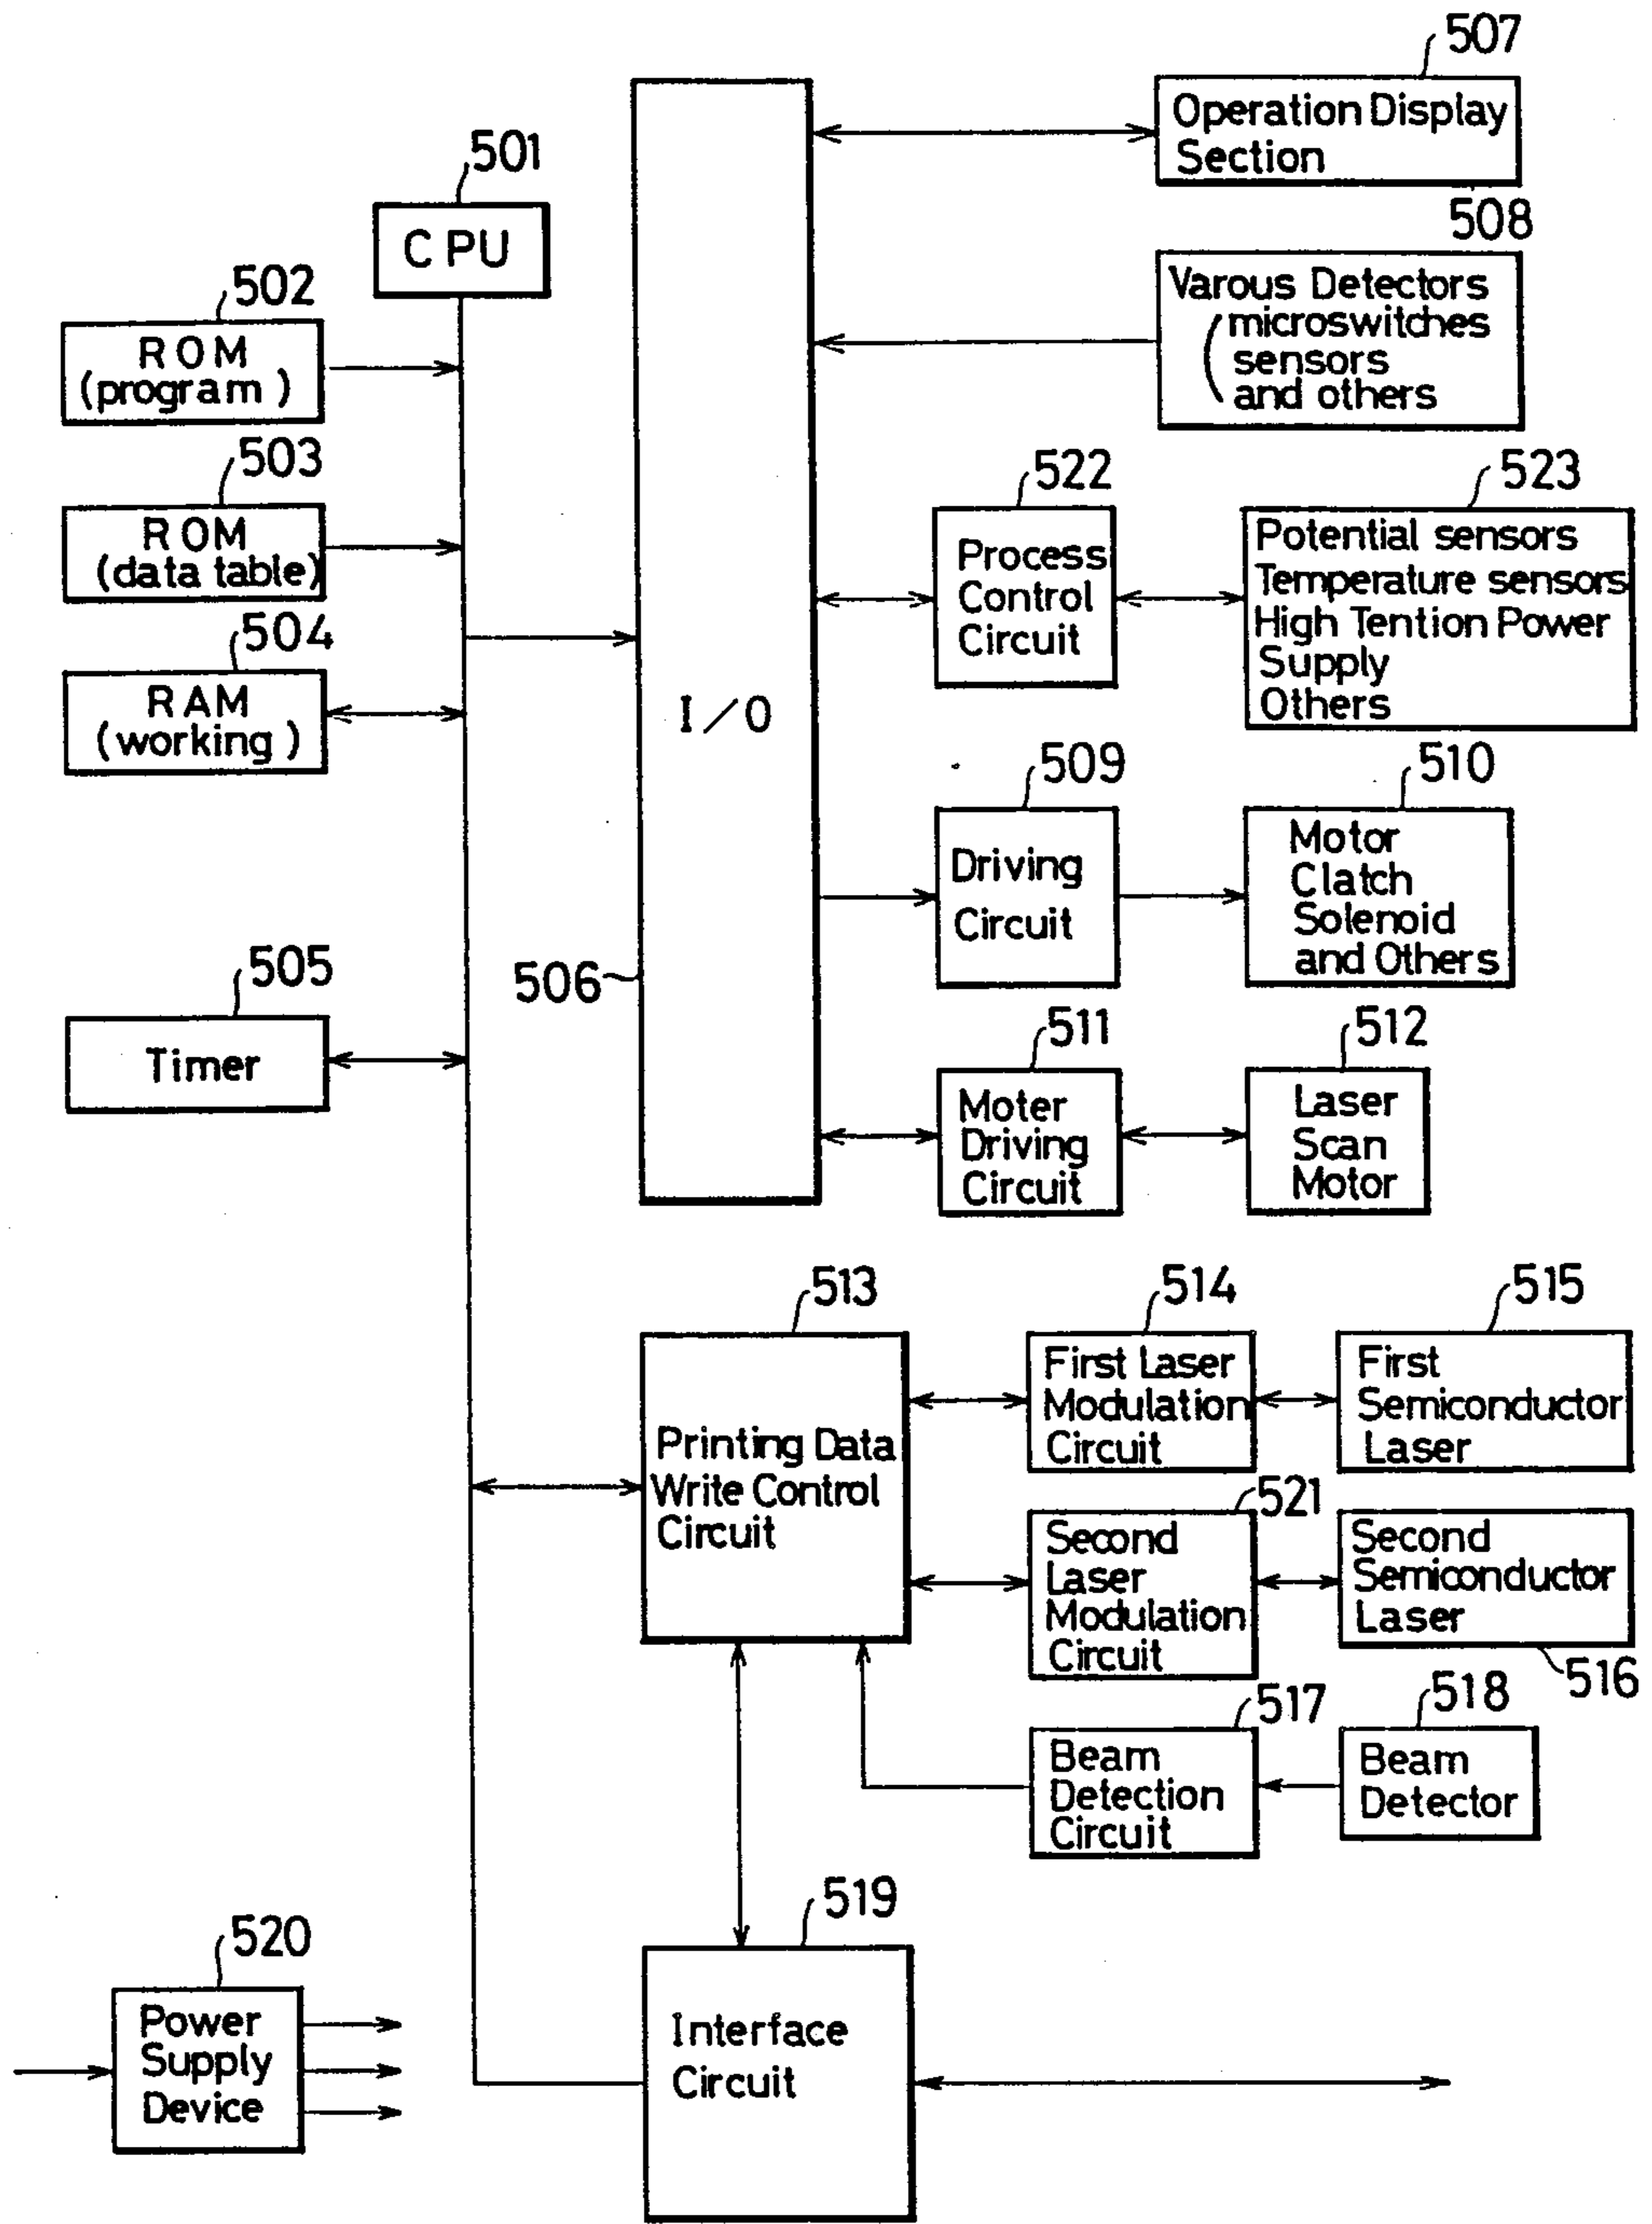 507
Operation Display
Section
501
CPU
508
Varous Detectors
(microswitches
sensors
and others
502
ROM
(program)
503
ROM
(data table)
504
RAM
(working)
522
Process
Control
Circuit
523
Potential sensors
Temperature sensors
High Tention Power
Supply
Others
I/O
509
Driving
Circuit
510
Motor
Clatch
Solenoid
and Others
505
Timer
506
511
Moter
Driving
Circuit
512
Laser
Scan
Motor
513
Printing Data
Write Control
Circuit
514
First Laser
Modulation
Circuit
515
First
Semiconductor
Laser
521
Second
Laser
Modulation
Circuit
Second
Semiconductor
Laser
516
517
Beam
Detection
Circuit
518
Beam
Detector
519
Interface
Circuit
520
Power
Supply
Device